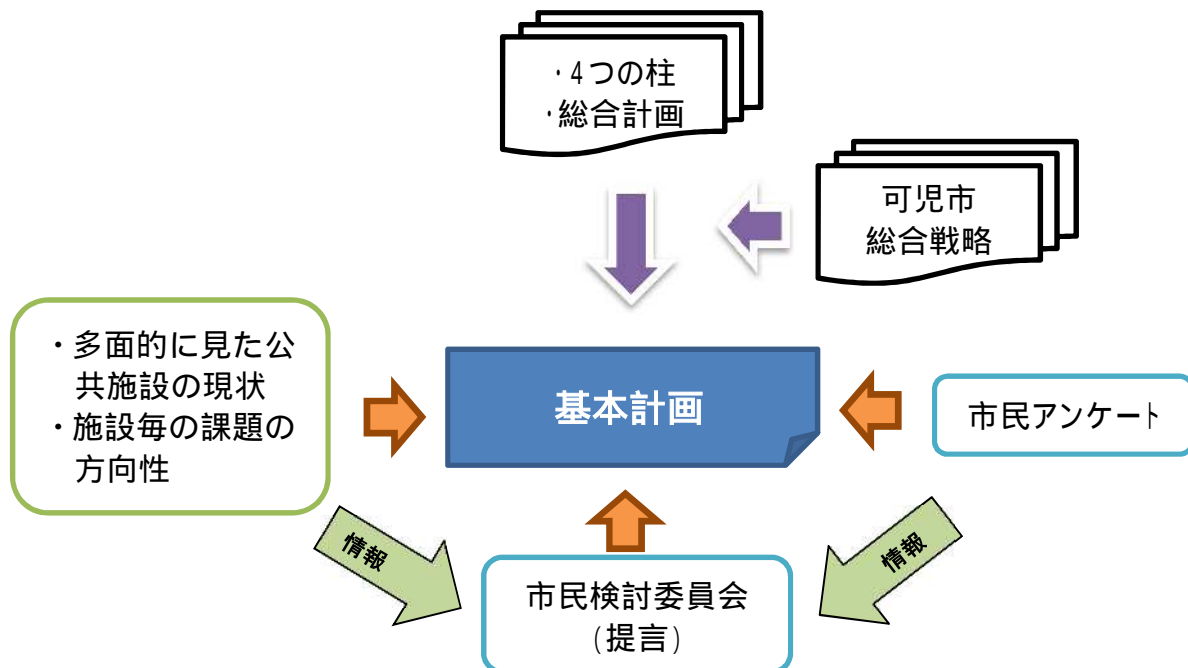 ・4つの柱
・総合計画
可児市
総合戦略
・多面的に見た公
共施設の現状
・施設毎の課題の
方向性
基本計画
市民アンケート
情報
情報
市民検討委員会
（提言）